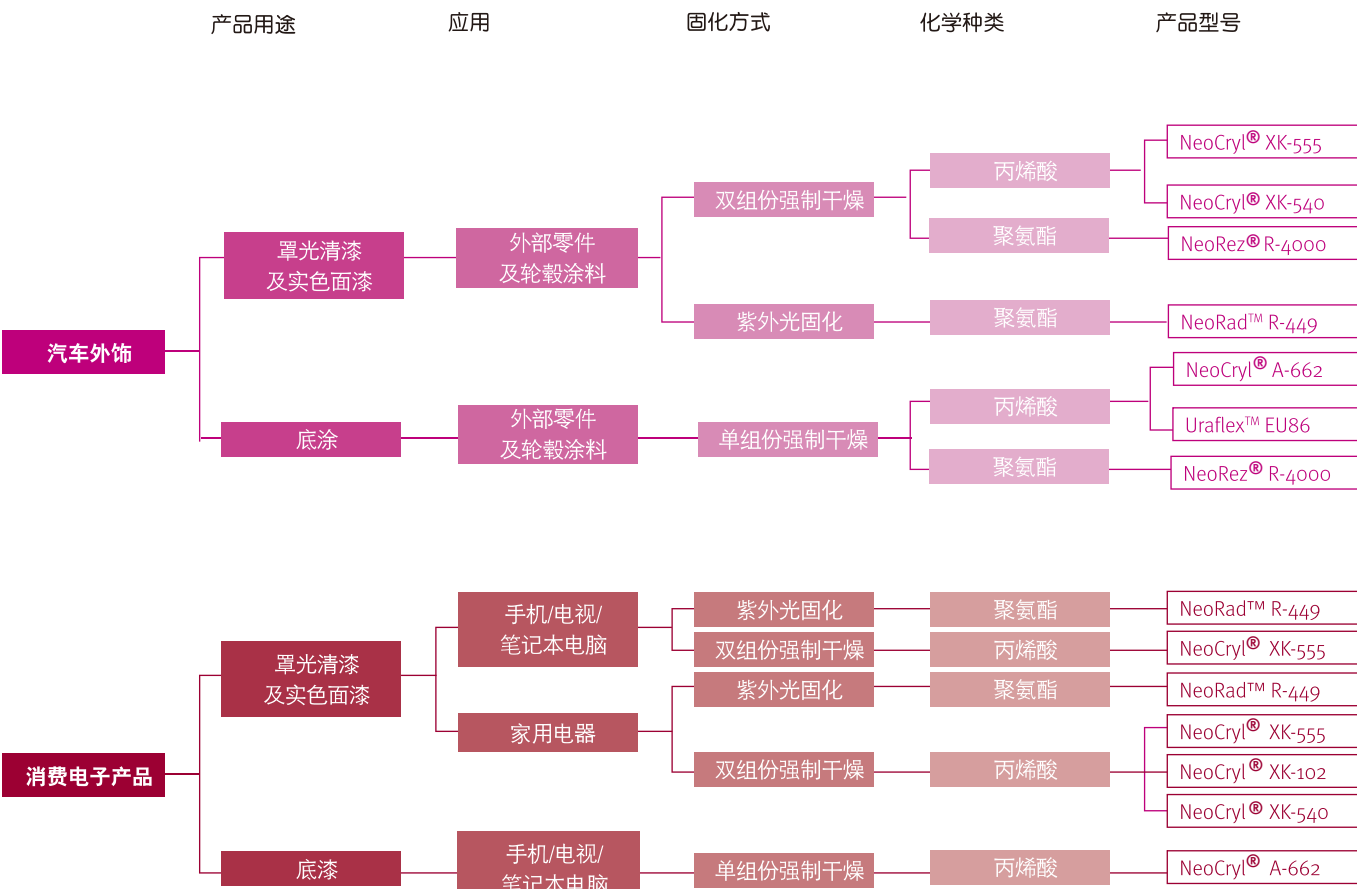 产品用途 应用 固化方式 化学种类 产品型号
NeoCryl® XK-555
丙烯酸
双组份强制干燥
NeoCryl® XK-540
聚氨酯
NeoRez® R-4000
罩光清漆
及实色面漆
外部零件
及轮毂涂料
紫外光固化
聚氨酯
NeoRad™ R-449
汽车外饰
NeoCryl® A-662
丙烯酸
Uraflex™ EU86
底涂
外部零件
及轮毂涂料
单组份强制干燥
聚氨酯
NeoRez® R-4000
手机/电视/
笔记本电脑
紫外光固化
聚氨酯
NeoRad™ R-449
双组份强制干燥
丙烯酸
NeoCryl® XK-555
罩光清漆
及实色面漆
紫外光固化
聚氨酯
NeoRad™ R-449
家用电器
NeoCryl® XK-555
双组份强制干燥
丙烯酸
NeoCryl® XK-102
消费电子产品
NeoCryl® XK-540
底漆
手机/电视/
笔记本电脑
单组份强制干燥
丙烯酸
NeoCryl® A-662